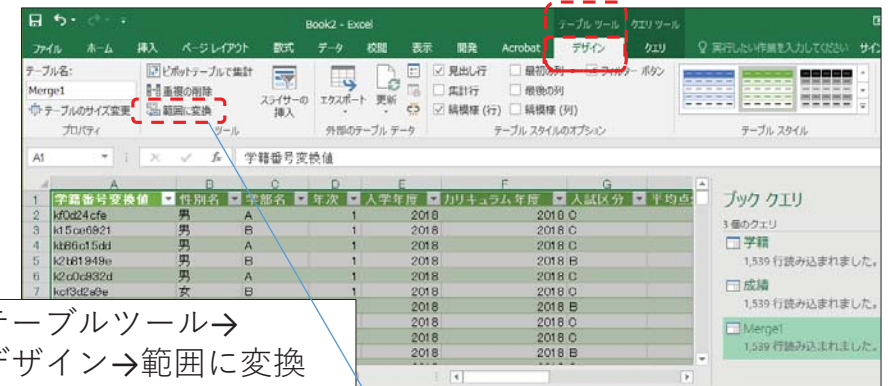 Book2 - Excel
テーブル ツール
クエリ ツール
ファイル ホーム 挿入 ページ レイアウト 数式 データ 校閲 表示 開発 Acrobat デザイン クエリ 実行したい作業を入力してください サイン
テーブル名:
Merge1
テーブルのサイズ変更
プロパティ
ピボットテーブルで集計
重複の削除
範囲に変換
ツール
スライサーの
挿入
エクスポート 更新
外部のテーブル データ
見出し行 最初の列 フィルター ボタン
集計行 最後の列
縞模様 (行) 縞模様 (列)
テーブル スタイルのオプション
テーブル スタイル
A1 fx 学籍番号変換値
A B C D E F G
1 学籍番号変換値 性別名 学部名 年次 入学年度 カリキュラム年度 入試区分 平均点
2 kf0d24cfe 男 A 1 2018 2018 C
3 k15ce6921 男 B 1 2018 2018 C
4 kb86c15dd 男 A 1 2018 2018 C
5 k2b81949e 男 B 1 2018 2018 B
6 k2c0c932d 男 A 1 2018 2018 C
7 kcf3d2a9e 女 B 1 2018 2018 C
2018 2018 B
2018 2018 C
2018 2018 C
2018 2018 B
ブック クエリ
3 個のクエリ
学籍
1,539 行読み込まれました。
成績
1,539 行読み込まれました。
Merge1
1,539 行読み込まれました。
テーブルツール→
デザイン→範囲に変換